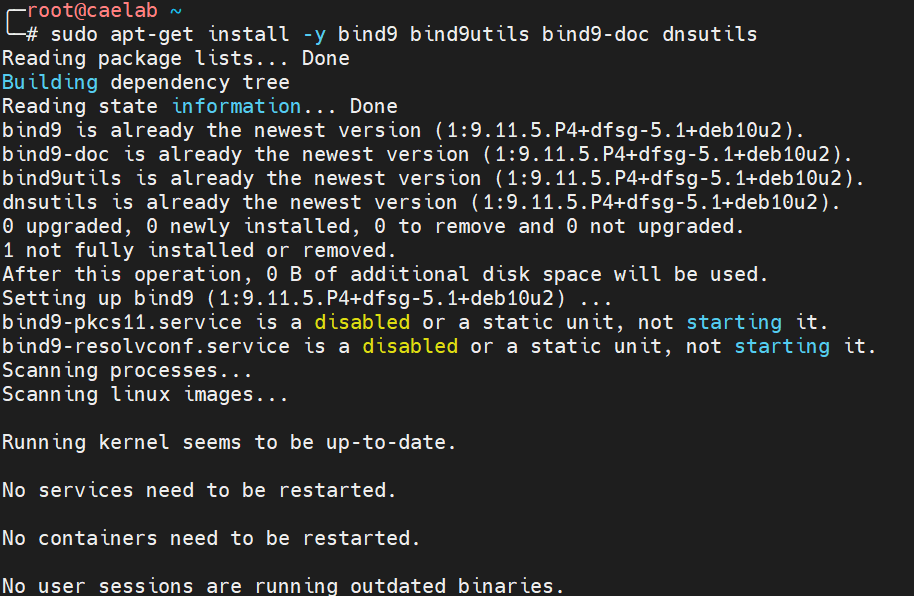 root@caelab ~
# sudo apt-get install -y bind9 bind9utils bind9-doc dnsutils
Reading package lists... Done
Building dependency tree
Reading state information... Done
bind9 is already the newest version (1:9.11.5.P4+dfsg-5.1+deb10u2).
bind9-doc is already the newest version (1:9.11.5.P4+dfsg-5.1+deb10u2).
bind9utils is already the newest version (1:9.11.5.P4+dfsg-5.1+deb10u2).
dnsutils is already the newest version (1:9.11.5.P4+dfsg-5.1+deb10u2).
0 upgraded, 0 newly installed, 0 to remove and 0 not upgraded.
1 not fully installed or removed.
After this operation, 0 B of additional disk space will be used.
Setting up bind9 (1:9.11.5.P4+dfsg-5.1+deb10u2) ...
bind9-pkcs11.service is a disabled or a static unit, not starting it.
bind9-resolvconf.service is a disabled or a static unit, not starting it.
Scanning processes...
Scanning linux images...
Running kernel seems to be up-to-date.
No services need to be restarted.
No containers need to be restarted.
No user sessions are running outdated binaries.